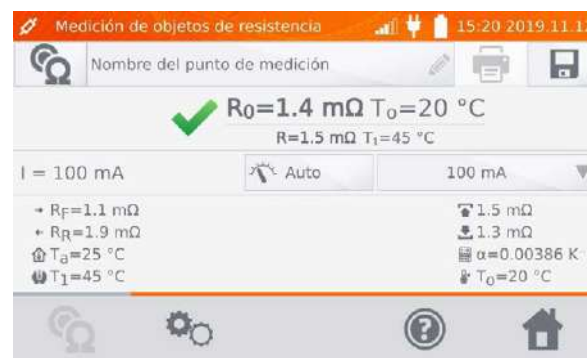 Medición de objetos de resistencia 15:20 2019.11.12
Nombre del punto de medición
R0=1.4 mΩ To=20 °C
R=1.5 mΩ T1=45 °C
I = 100 mA Auto 100 mA
RF=1.1 mΩ 1.5 mΩ
RR=1.9 mΩ 1.3 mΩ
Ta=25 °C α=0.00386 K
T1=45 °C T0=20 °C